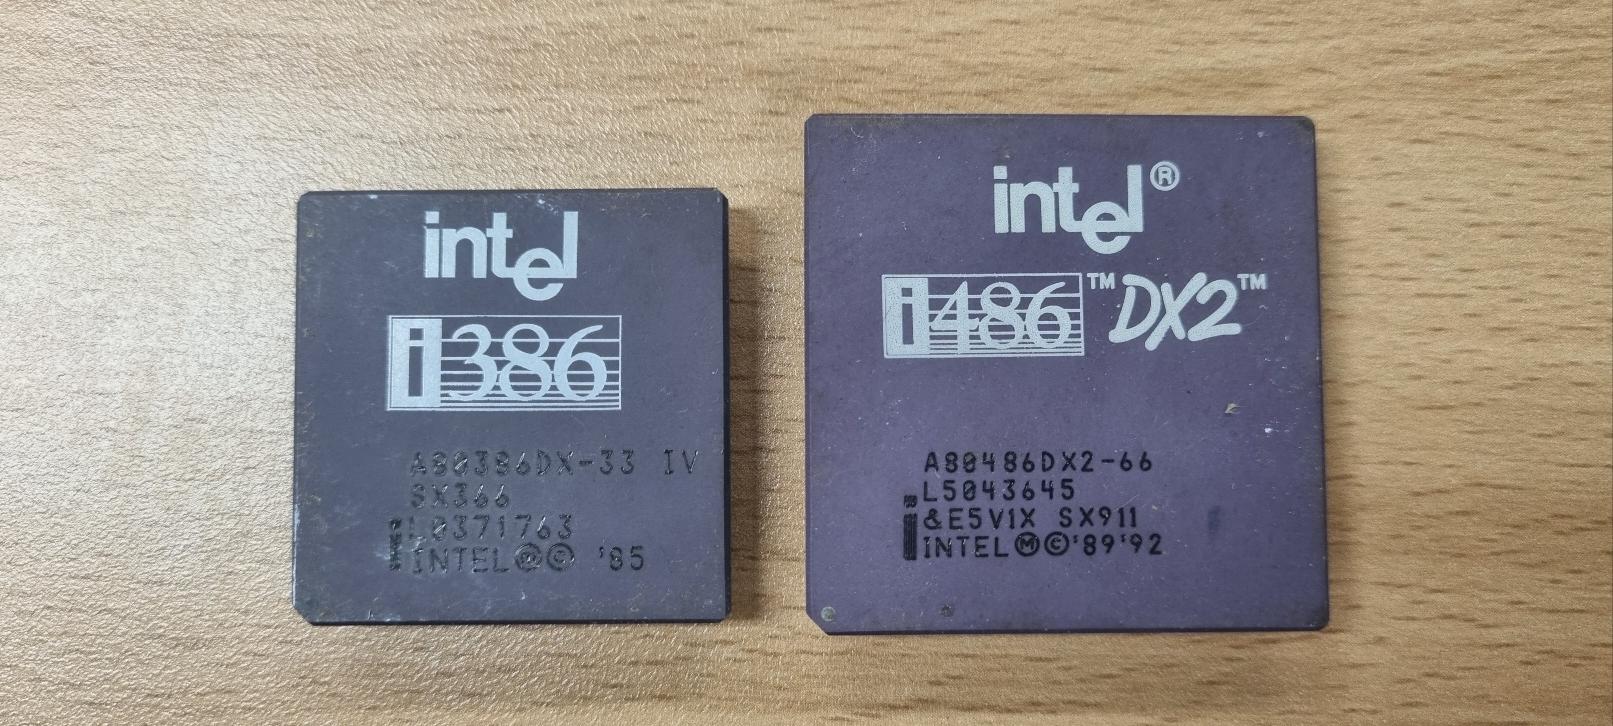 intel
i386
A80386DX-33 IV
SX366
L0371763
INTEL Ⓜ © '85
intel®
i486™ DX2™
A80486DX2-66
L5043645
&E5V1X SX911
INTEL Ⓜ © '89 '92